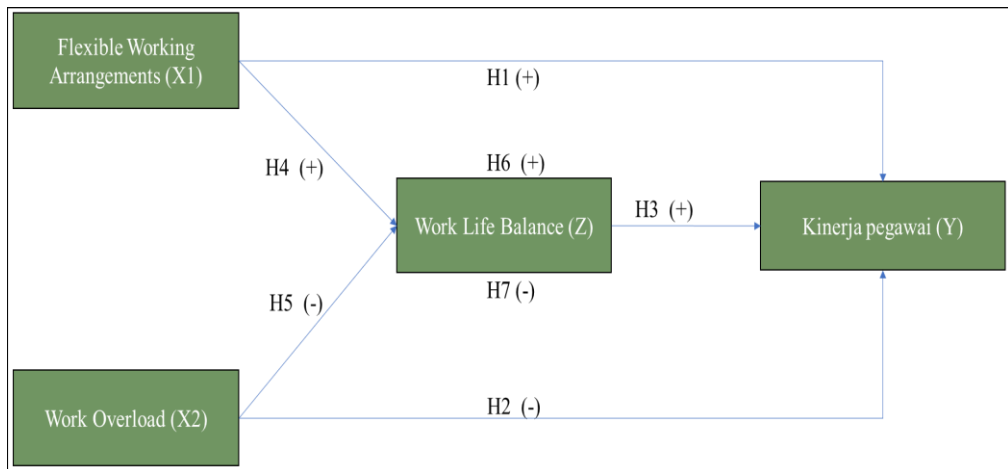 Flexible Working
Arrangements (X1)
H1 (+)
H4 (+)
H6 (+)
Work Life Balance (Z)
H3 (+)
Kinerja pegawai (Y)
H7 (-)
H5 (-)
Work Overload (X2)
H2 (-)